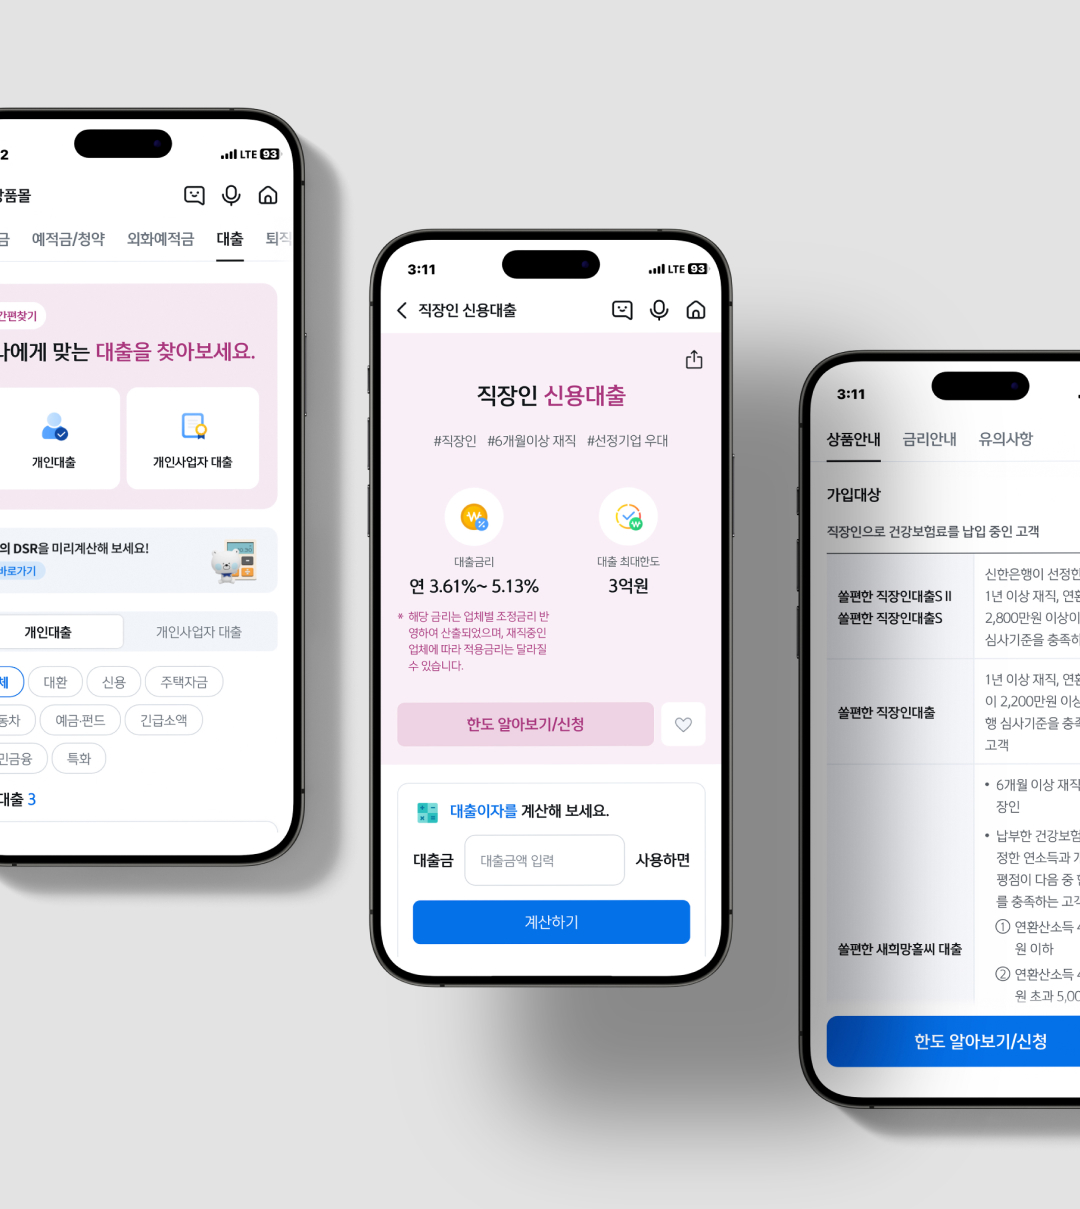 2
LTE 93
상품몰
금 예적금/청약 외화예적금 대출 퇴직
간편찾기
나에게 맞는 대출을 찾아보세요.
개인대출 개인사업자 대출
의 DSR을 미리계산해 보세요!
바로가기
개인대출 개인사업자 대출
체 대환 신용 주택자금
동차 예금·펀드 긴급소액
민금융 특화
대출 3
3:11 LTE 93
직장인 신용대출
직장인 신용대출
#직장인 #6개월이상 재직 #선정기업 우대
대출금리 대출 최대한도
연 3.61%~ 5.13% 3억원
* 해당 금리는 업체별 조정금리 반
영하여 산출되었으며, 재직중인
업체에 따라 적용금리는 달라질
수 있습니다.
한도 알아보기/신청
대출이자를 계산해 보세요.
대출금 대출금액 입력 사용하면
계산하기
3:11
상품안내 금리안내 유의사항
가입대상
직장인으로 건강보험료를 납입 중인 고객
쏠편한 직장인대출S II
쏠편한 직장인대출S
신한은행이 선정한
1년 이상 재직, 연환
2,800만원 이상이
심사기준을 충족하
쏠편한 직장인대출
1년 이상 재직, 연환
이 2,200만원 이상
행 심사기준을 충족
고객
쏠편한 새희망홀씨 대출
• 6개월 이상 재직
장인
• 납부한 건강보험
정한 연소득과 개
평점이 다음 중 한
를 충족하는 고객
① 연환산소득 4
원 이하
② 연환산소득 4
원 초과 5,00
한도 알아보기/신청